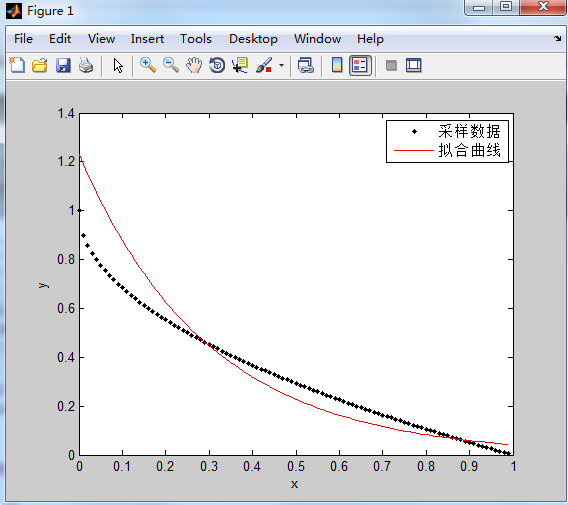 Figure 1
File Edit View Insert Tools Desktop Window Help
1.4
1.2
1
0.8
0.6
0.4
0.2
0
y
采样数据
拟合曲线
0 0.1 0.2 0.3 0.4 0.5 0.6 0.7 0.8 0.9 1
x